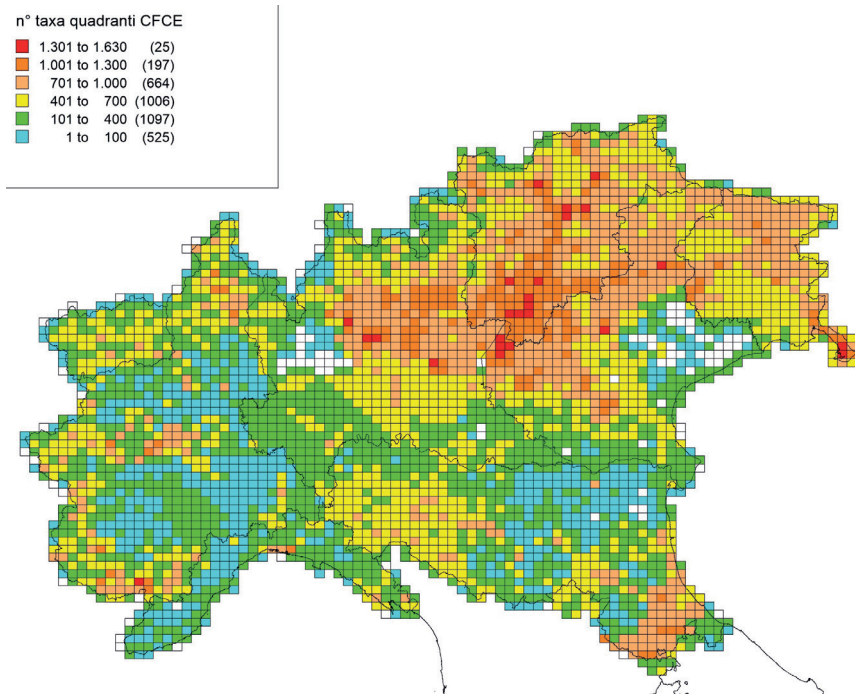 n° taxa quadranti CFCE
1.301 to 1.630 (25)
1.001 to 1.300 (197)
701 to 1.000 (664)
401 to 700 (1006)
101 to 400 (1097)
1 to 100 (525)